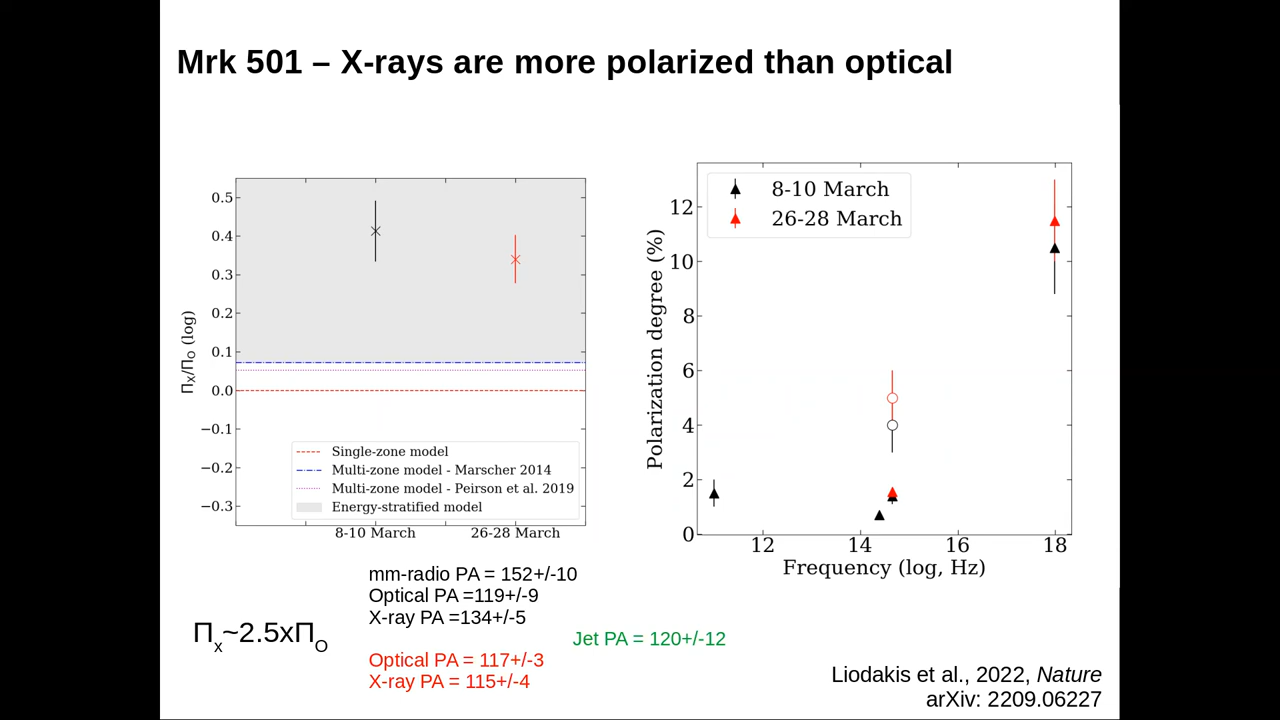 Mrk 501 – X-rays are more polarized than optical
0.5
0.4
0.3
0.2
0.1
0.0
−0.1
−0.2
−0.3
Πx/ΠO (log)
Single-zone model
Multi-zone model - Marscher 2014
Multi-zone model - Peirson et al. 2019
Energy-stratified model
8-10 March
26-28 March
8-10 March
26-28 March
12
10
8
6
4
2
0
Polarization degree (%)
12
14
16
18
Frequency (log, Hz)
mm-radio PA = 152+/-10
Optical PA =119+/-9
X-ray PA =134+/-5
Πx~2.5xΠO
Jet PA = 120+/-12
Optical PA = 117+/-3
X-ray PA = 115+/-4
Liodakis et al., 2022, Nature
arXiv: 2209.06227